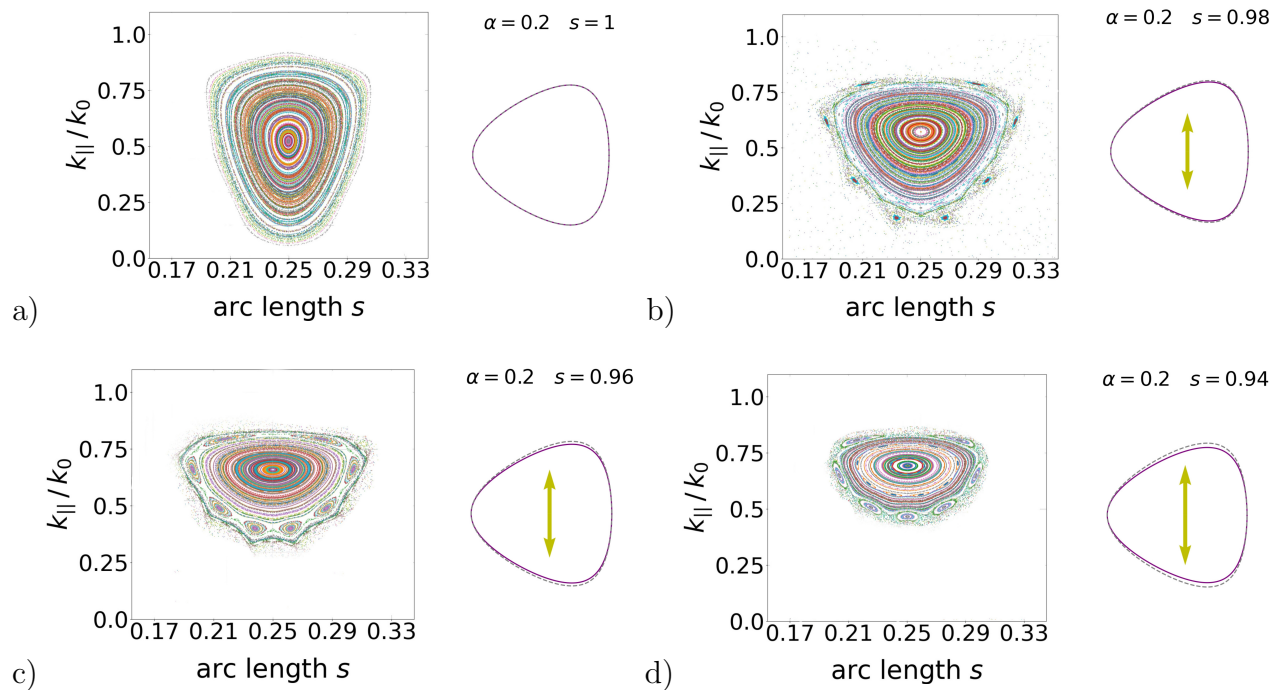 α = 0.2 s = 1
k||/k0
1.0
0.75
0.50
0.25
0.0
0.17 0.21 0.25 0.29 0.33
arc length s
a)
α = 0.2 s = 0.98
k||/k0
1.0
0.75
0.50
0.25
0.0
0.17 0.21 0.25 0.29 0.33
arc length s
b)
α = 0.2 s = 0.96
k||/k0
1.0
0.75
0.50
0.25
0.0
0.17 0.21 0.25 0.29 0.33
arc length s
c)
α = 0.2 s = 0.94
k||/k0
1.0
0.75
0.50
0.25
0.0
0.17 0.21 0.25 0.29 0.33
arc length s
d)